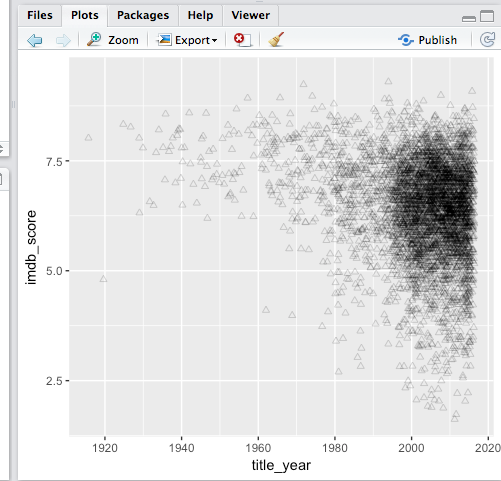 Files Plots Packages Help Viewer
Zoom Export Publish
imdb_score
7.5
5.0
2.5
1920 1940 1960 1980 2000 2020
title_year